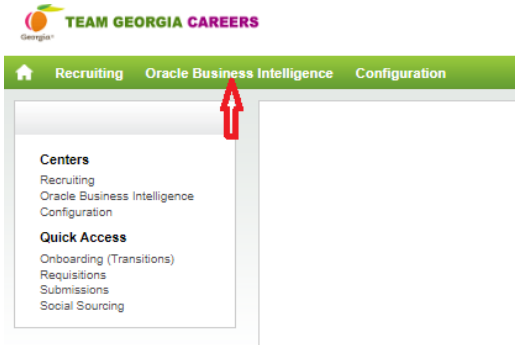 Georgia
TEAM GEORGIA CAREERS
Recruiting Oracle Business Intelligence Configuration
Centers
Recruiting
Oracle Business Intelligence
Configuration
Quick Access
Onboarding (Transitions)
Requisitions
Submissions
Social Sourcing